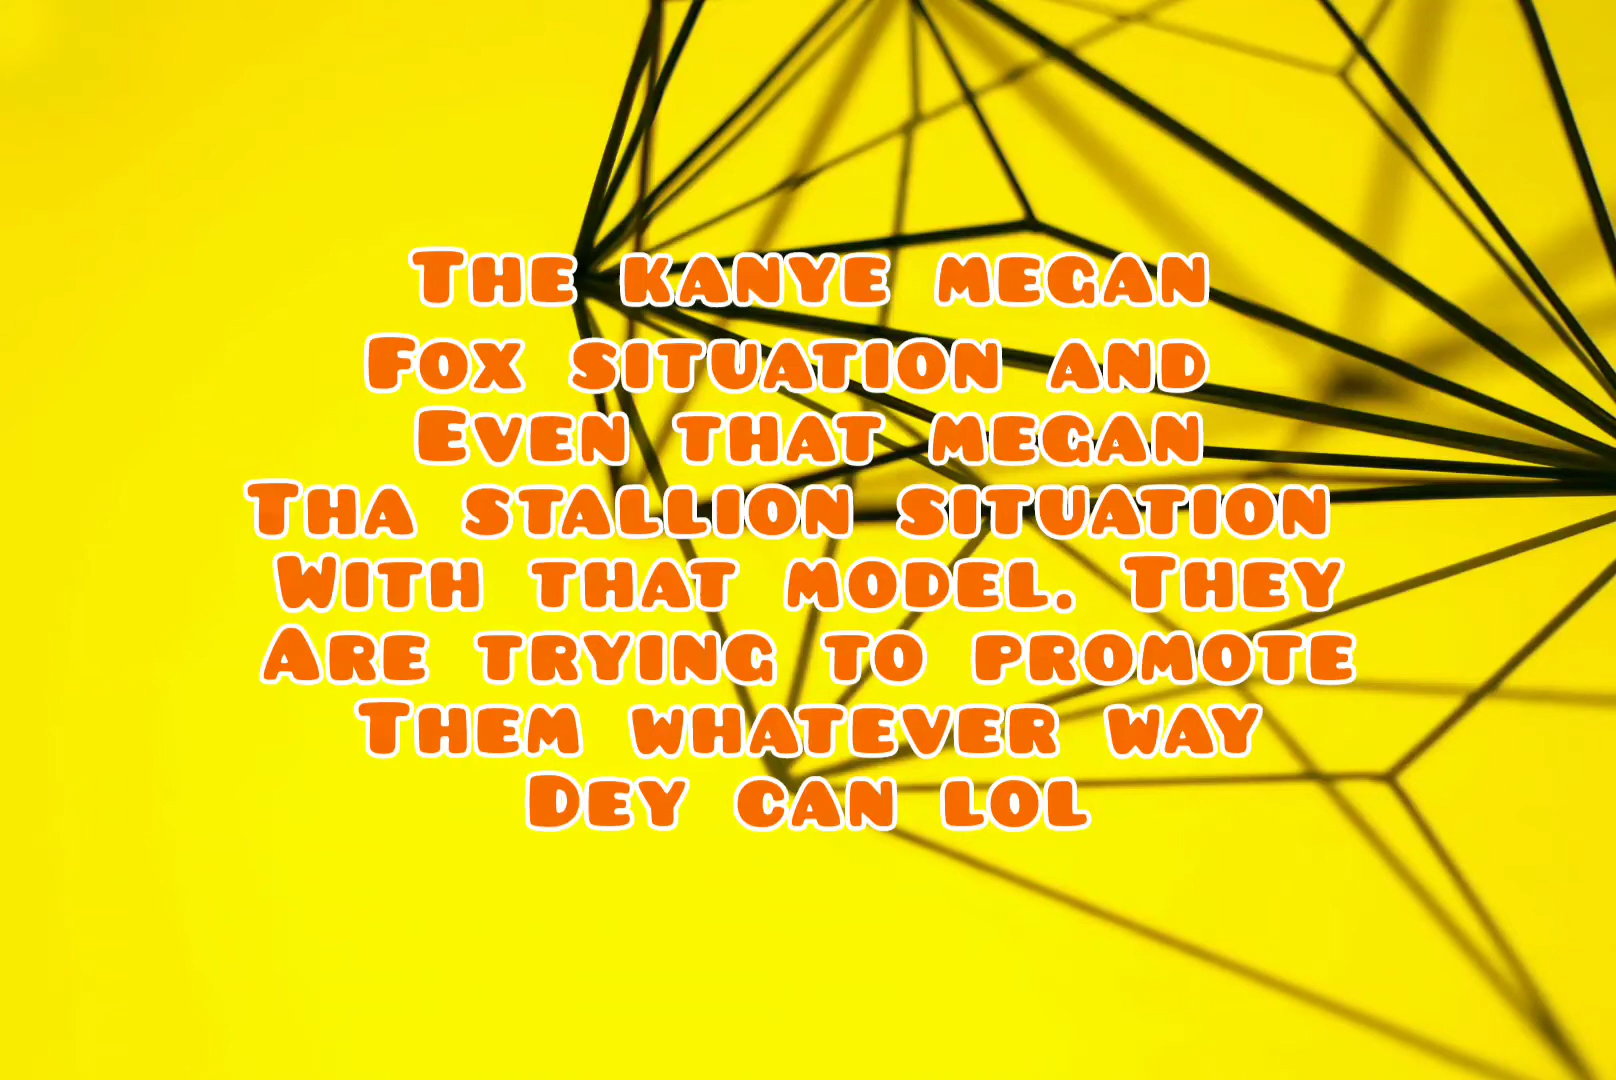 The kanye megan
Fox situation and
Even that megan
Tha stallion situation
With that model. They
Are trying to promote
Them whatever way
Dey can lol